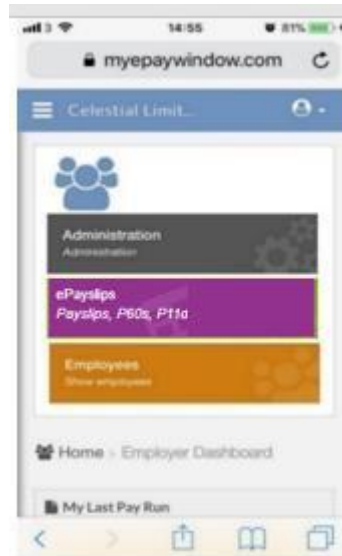 3 14:55 81%
myepaywindow.com
Celestial Limit...
Administration
Administration
ePayslips
Payslips, P60s, P11d
Employees
Show employees
Home - Employer Dashboard
My Last Pay Run